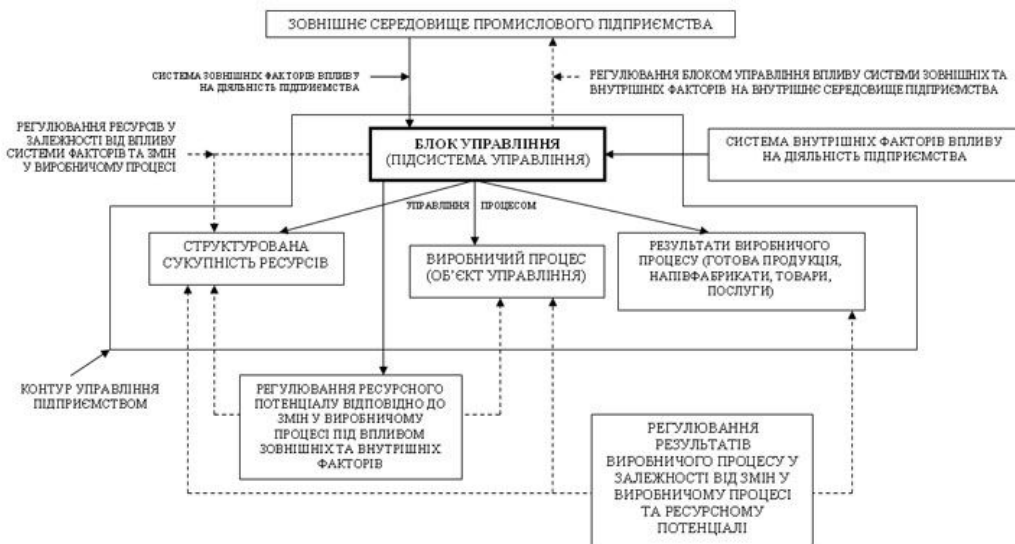 ЗОВНІШНЄ СЕРЕДОВИЩЕ ПРОМИСЛОВОГО ПІДПРИЄМСТВА
СИСТЕМА ЗОВНІШНІХ ФАКТОРІВ ВПЛИВУ
НА ДІЯЛЬНІСТЬ ПІДПРИЄМСТВА
РЕГУЛЮВАННЯ БЛОКОМ УПРАВЛІННЯ ВПЛИВУ СИСТЕМИ ЗОВНІШНІХ ТА
ВНУТРІШНІХ ФАКТОРІВ НА ВНУТРІШНЄ СЕРЕДОВИЩЕ ПІДПРИЄМСТВА
РЕГУЛЮВАННЯ РЕСУРСІВ У
ЗАЛЕЖНОСТІ ВІД ВПЛИВУ
СИСТЕМИ ФАКТОРІВ ТА ЗМІН
У ВИРОБНИЧОМУ ПРОЦЕСІ
БЛОК УПРАВЛІННЯ
(ПІДСИСТЕМА УПРАВЛІННЯ)
СИСТЕМА ВНУТРІШНІХ ФАКТОРІВ ВПЛИВУ
НА ДІЯЛЬНІСТЬ ПІДПРИЄМСТВА
УПРАВЛІННЯ ПРОЦЕСОМ
СТРУКТУРОВАНА
СУКУПНІСТЬ РЕСУРСІВ
ВИРОБНИЧИЙ ПРОЦЕС
(ОБ’ЄКТ УПРАВЛІННЯ)
РЕЗУЛЬТАТИ ВИРОБНИЧОГО
ПРОЦЕСУ (ГОТОВА ПРОДУКЦІЯ,
НАПІВФАБРИКАТИ, ТОВАРИ,
ПОСЛУГИ)
КОНТУР УПРАВЛІННЯ
ПІДПРИЄМСТВОМ
РЕГУЛЮВАННЯ РЕСУРСНОГО
ПОТЕНЦІАЛУ ВІДПОВІДНО ДО
ЗМІН У ВИРОБНИЧОМУ
ПРОЦЕСІ ПІД ВПЛИВОМ
ЗОВНІШНІХ ТА ВНУТРІШНІХ
ФАКТОРІВ
РЕГУЛЮВАННЯ
РЕЗУЛЬТАТІВ
ВИРОБНИЧОГО ПРОЦЕСУ У
ЗАЛЕЖНОСТІ ВІД ЗМІН У
ВИРОБНИЧОМУ ПРОЦЕСІ
ТА РЕСУРСНОМУ
ПОТЕНЦІАЛІ